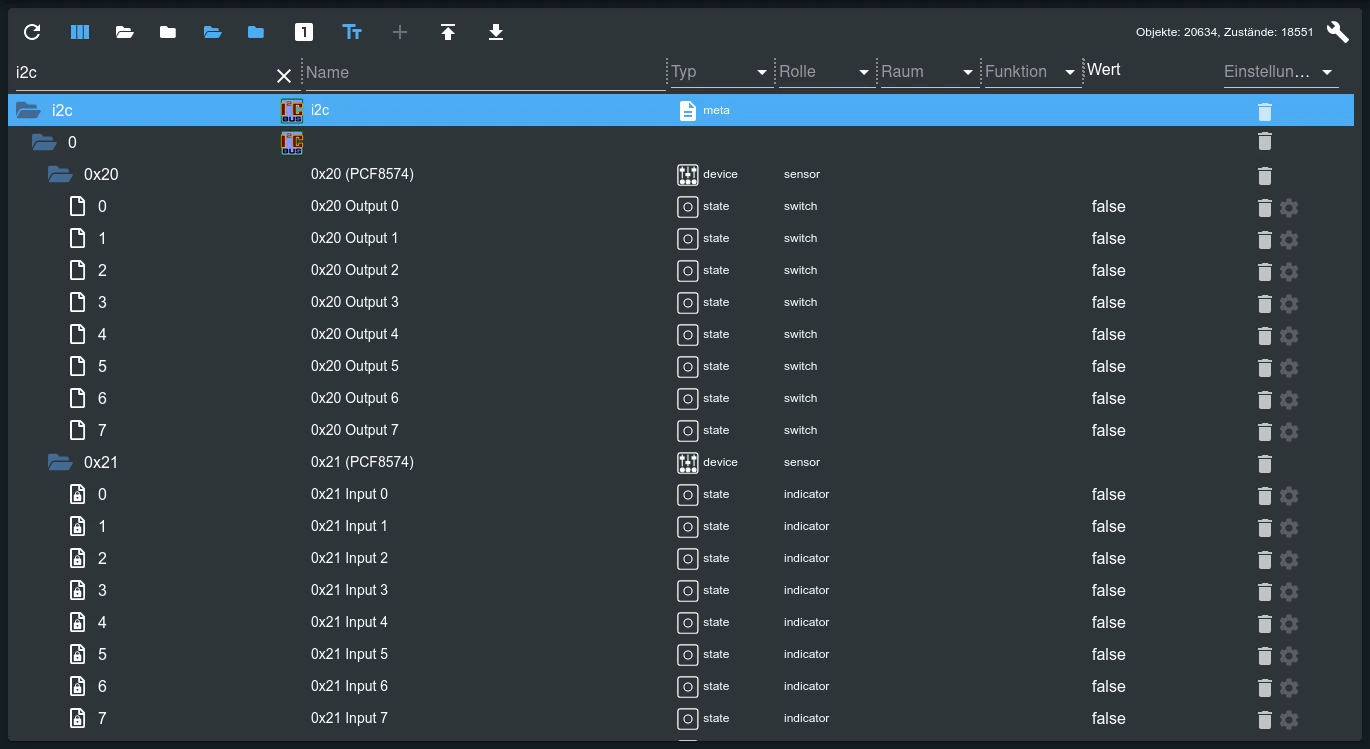 1 Tт Objekte: 20634, Zustände: 18551
i2c Name Typ Rolle Raum Funktion Wert Einstellun...
i2c I2C BUS i2c meta
0 I2C BUS
0x20 0x20 (PCF8574) device sensor
0 0x20 Output 0 state switch false
1 0x20 Output 1 state switch false
2 0x20 Output 2 state switch false
3 0x20 Output 3 state switch false
4 0x20 Output 4 state switch false
5 0x20 Output 5 state switch false
6 0x20 Output 6 state switch false
7 0x20 Output 7 state switch false
0x21 0x21 (PCF8574) device sensor
0 0x21 Input 0 state indicator false
1 0x21 Input 1 state indicator false
2 0x21 Input 2 state indicator false
3 0x21 Input 3 state indicator false
4 0x21 Input 4 state indicator false
5 0x21 Input 5 state indicator false
6 0x21 Input 6 state indicator false
7 0x21 Input 7 state indicator false